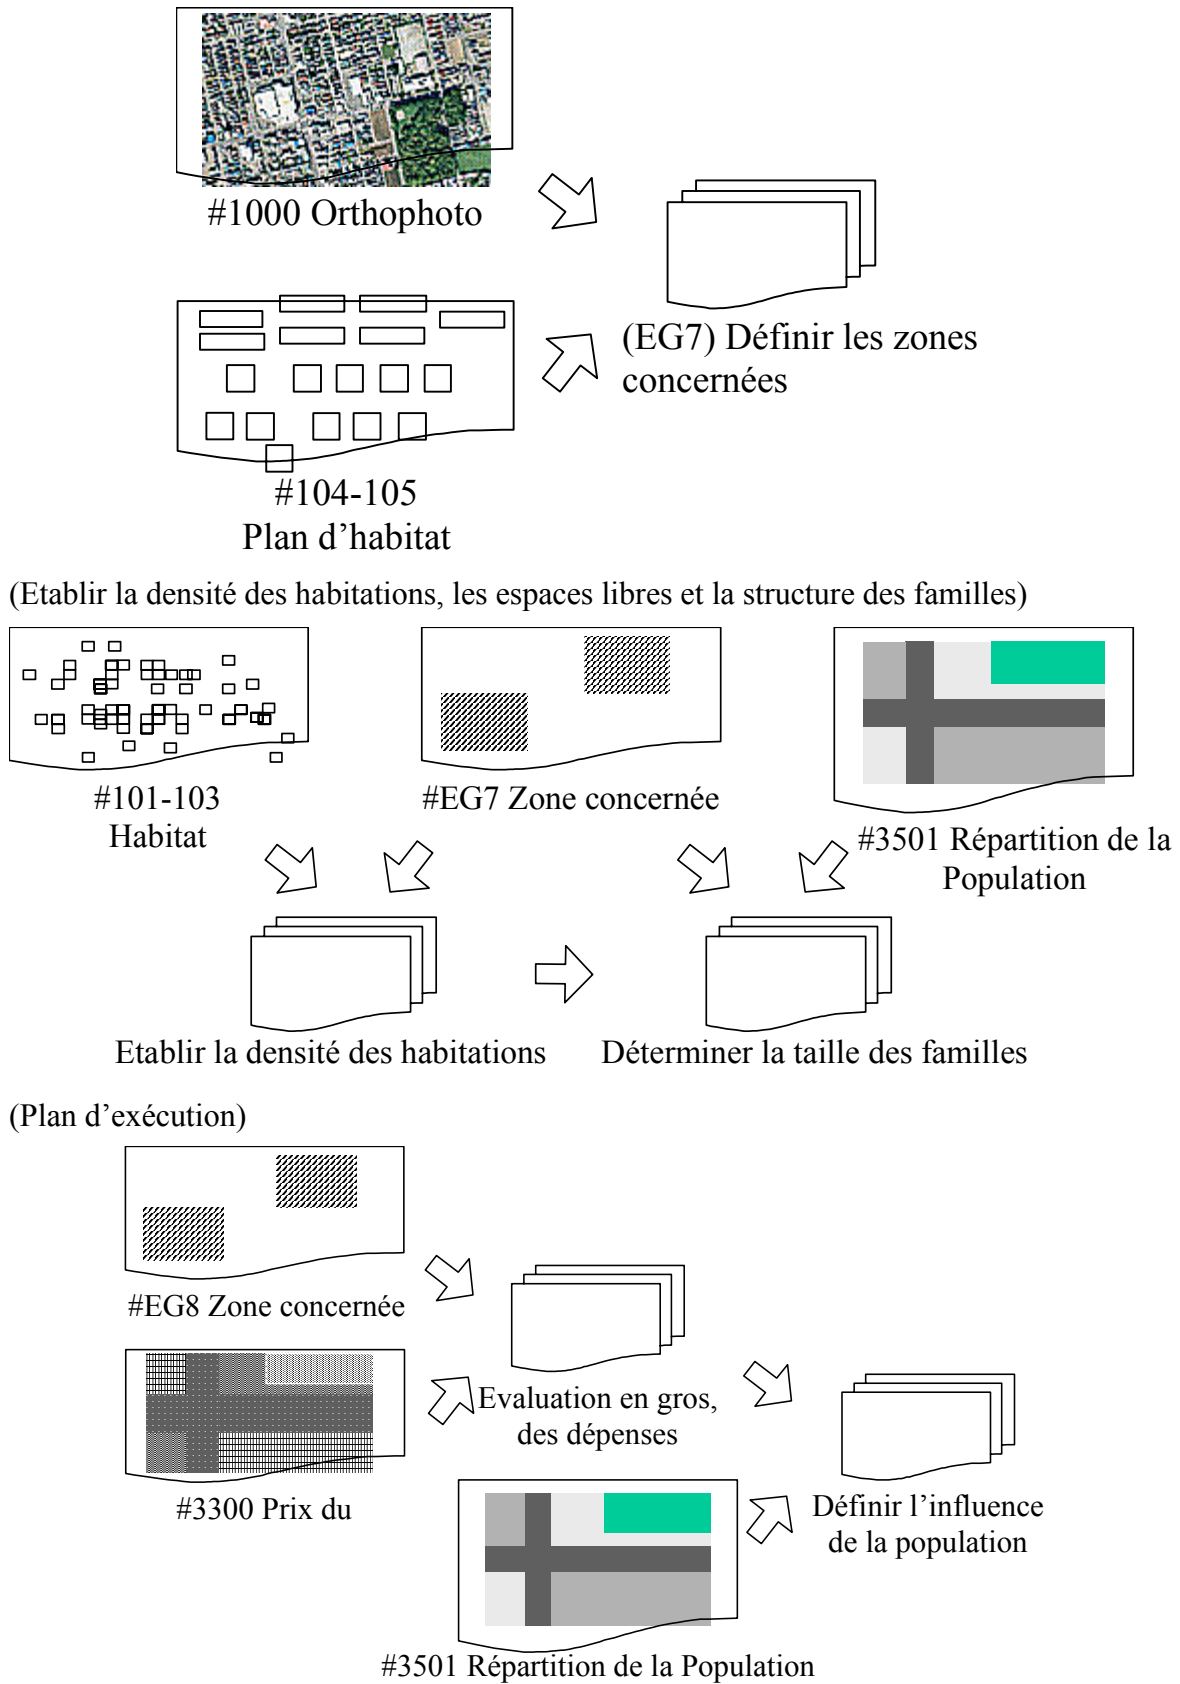 #1000 Orthophoto
(EG7) Définir les zones
concernées
#104-105
Plan d’habitat
(Etablir la densité des habitations, les espaces libres et la structure des familles)
#101-103
Habitat
#EG7 Zone concernée
#3501 Répartition de la
Population
Etablir la densité des habitations
Déterminer la taille des familles
(Plan d’exécution)
#EG8 Zone concernée
Evaluation en gros,
des dépenses
#3300 Prix du
Définir l’influence
de la population
#3501 Répartition de la Population